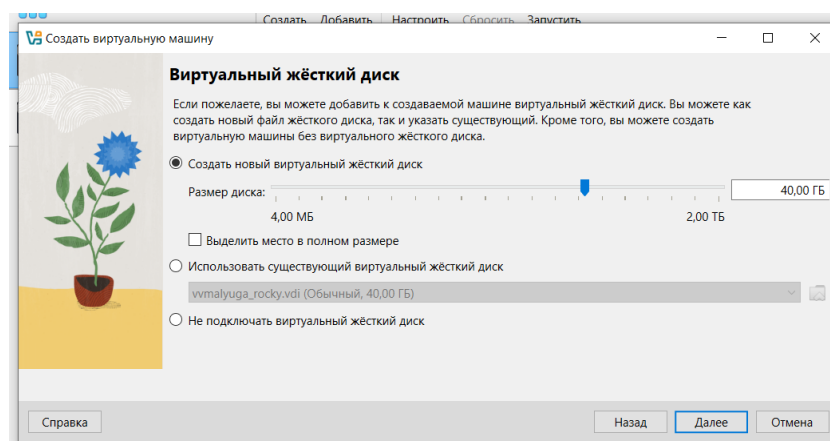 Создать Добавить Настроить Сбросить Запустить
Создать виртуальную машину
Виртуальный жёсткий диск
Если пожелаете, вы можете добавить к создаваемой машине виртуальный жёсткий диск. Вы можете как
создать новый файл жёсткого диска, так и указать существующий. Кроме того, вы можете создать
виртуальную машины без виртуального жёсткого диска.
Создать новый виртуальный жёсткий диск
Размер диска: 40,00 ГБ
4,00 МБ 2,00 ТБ
Выделить место в полном размере
Использовать существующий виртуальный жёсткий диск
vvmalyuga_rocky.vdi (Обычный, 40,00 ГБ)
Не подключать виртуальный жёсткий диск
Справка Назад Далее Отмена